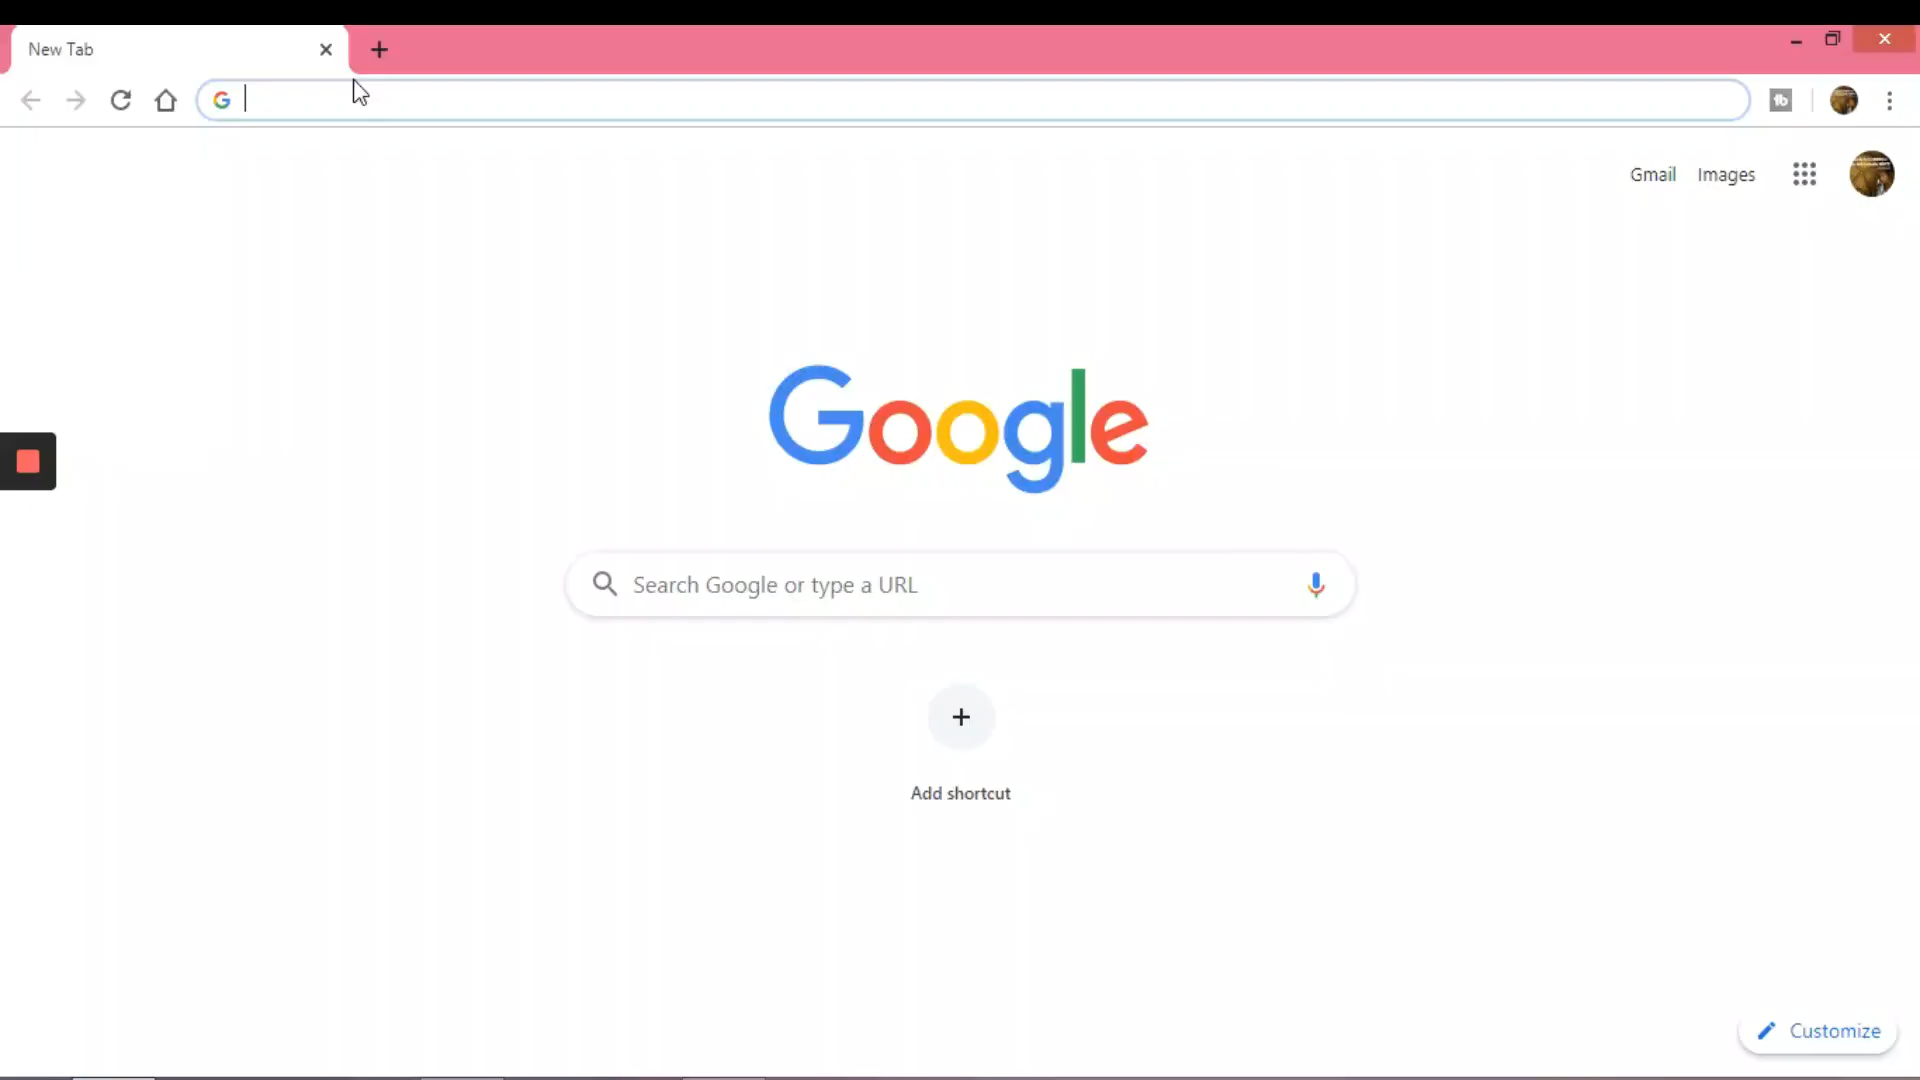 New Tab
Gmail Images
Google
Search Google or type a URL
Add shortcut
Customize